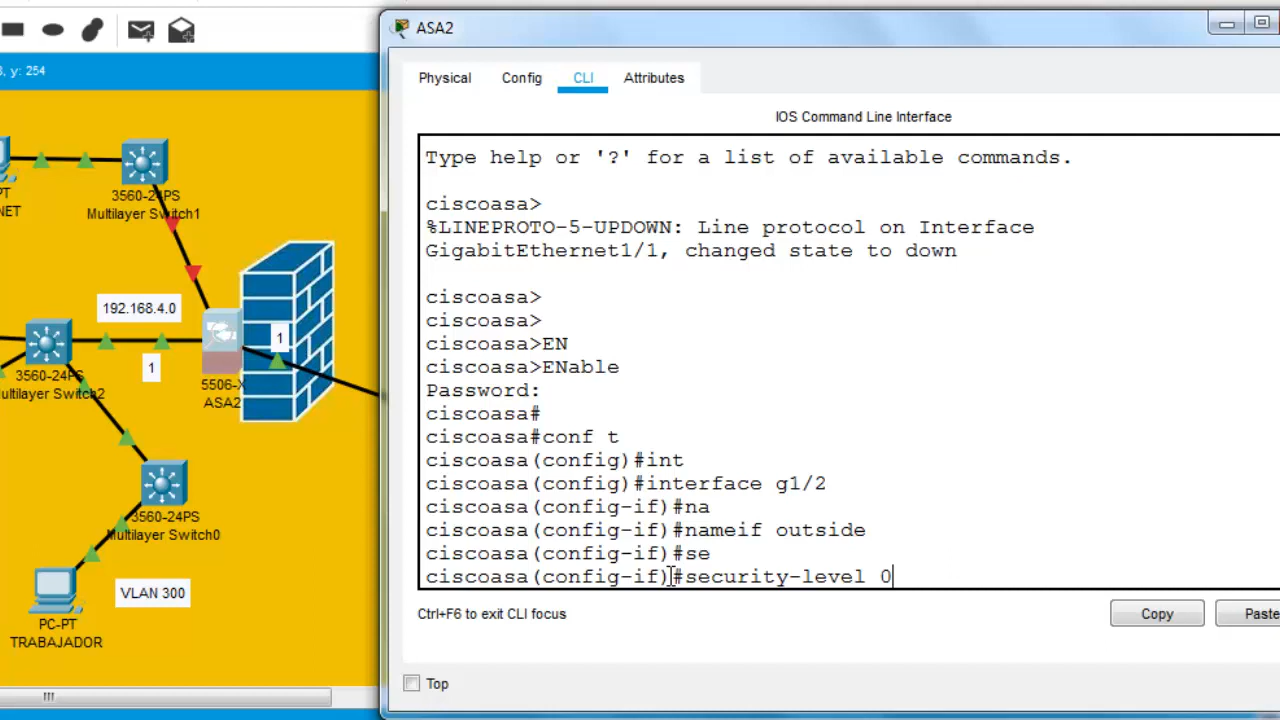 ASA2
, y: 254
Physical
Config
CLI
Attributes
IOS Command Line Interface
Type help or '?' for a list of available commands.
ciscoasa>
%LINEPROTO-5-UPDOWN: Line protocol on Interface
GigabitEthernet1/1, changed state to down
ciscoasa>
ciscoasa>
ciscoasa>EN
ciscoasa>ENable
Password:
ciscoasa#
ciscoasa#conf t
ciscoasa(config)#int
ciscoasa(config)#interface g1/2
ciscoasa(config-if)#na
ciscoasa(config-if)#nameif outside
ciscoasa(config-if)#se
ciscoasa(config-if)#security-level 0
Ctrl+F6 to exit CLI focus
Copy
Paste
Top
PT
NET
3560-24PS
Multilayer Switch1
192.168.4.0
1
1
3560-24PS
ultilayer Switch2
5506-X
ASA2
3560-24PS
Multilayer Switch0
VLAN 300
PC-PT
TRABAJADOR